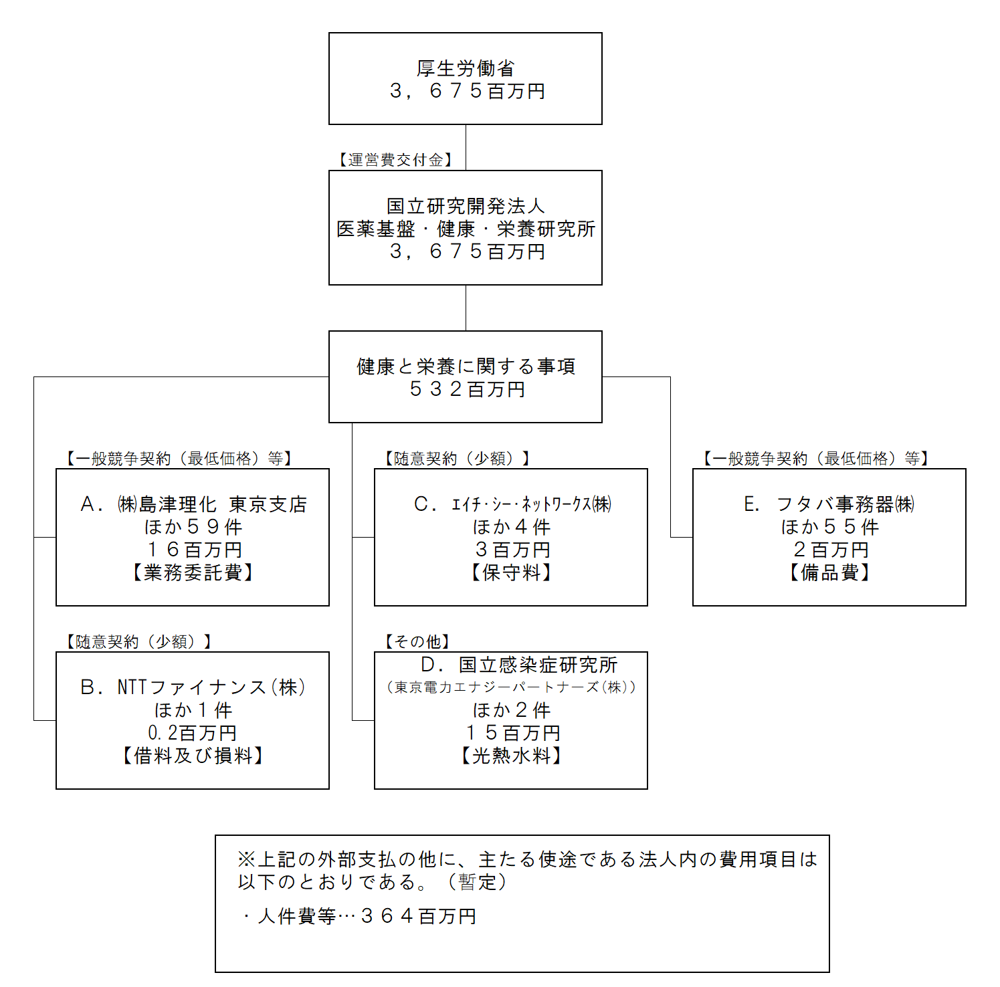 厚生労働省
３，６７５百万円
【運営費交付金】
国立研究開発法人
医薬基盤・健康・栄養研究所
３，６７５百万円
健康と栄養に関する事項
５３２百万円
【一般競争契約（最低価格）等】
Ａ．㈱島津理化 東京支店
ほか５９件
１６百万円
【業務委託費】
【随意契約（少額）】
Ｂ．NTTファイナンス(株)
ほか１件
0.2百万円
【借料及び損料】
【随意契約（少額）】
Ｃ．ｴｲﾁ･ｼｰ･ﾈｯﾄﾜｰｸｽ㈱
ほか４件
３百万円
【保守料】
【その他】
Ｄ．国立感染症研究所
（東京電力エナジーパートナーズ(株)）
ほか２件
１５百万円
【光熱水料】
【一般競争契約（最低価格）等】
Ｅ．フタバ事務器㈱
ほか５５件
２百万円
【備品費】
※上記の外部支払の他に、主たる使途である法人内の費用項目は
以下のとおりである。（暫定）
・人件費等…３６４百万円